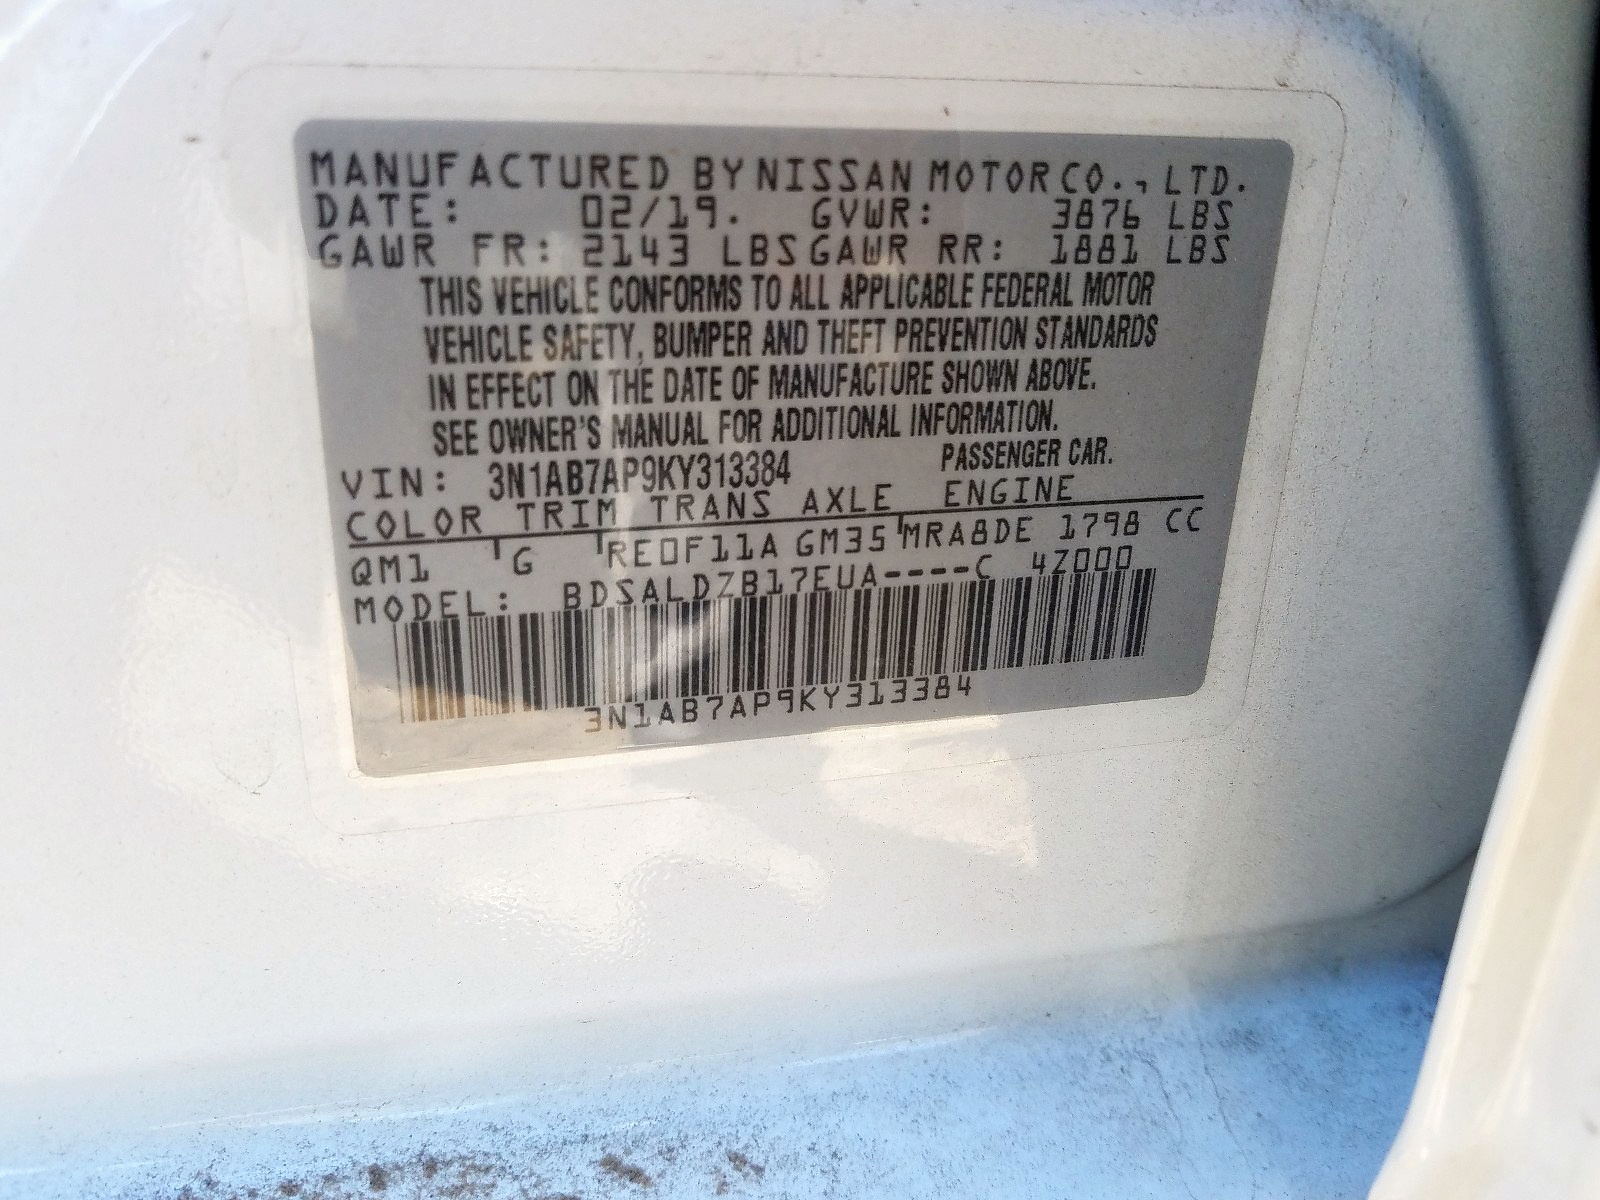 MANUFACTURED BY NISSAN MOTOR CO., LTD.
DATE: 02/19. GVWR: 3876 LBS
GAWR FR: 2143 LBS GAWR RR: 1881 LBS
THIS VEHICLE CONFORMS TO ALL APPLICABLE FEDERAL MOTOR
VEHICLE SAFETY, BUMPER AND THEFT PREVENTION STANDARDS
IN EFFECT ON THE DATE OF MANUFACTURE SHOWN ABOVE.
SEE OWNER'S MANUAL FOR ADDITIONAL INFORMATION.
VIN: 3N1AB7AP9KY313384 PASSENGER CAR.
COLOR TRIM TRANS AXLE ENGINE
QM1 G RE0F11A GM35 MRA8DE 1798 CC
MODEL: BDSALDZB17EUA----C 4Z000
3N1AB7AP9KY313384